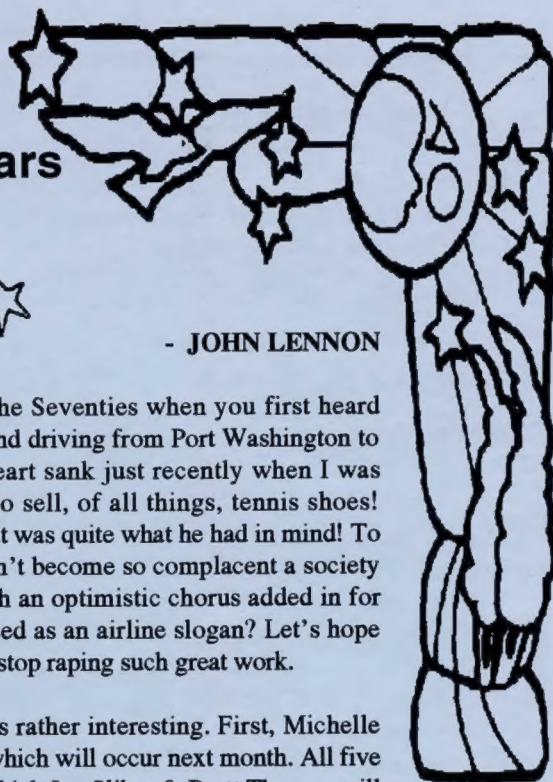 ars
- JOHN LENNON
he Seventies when you first heard
nd driving from Port Washington to
eart sank just recently when I was
o sell, of all things, tennis shoes!
t was quite what he had in mind! To
n't become so complacent a society
h an optimistic chorus added in for
ed as an airline slogan? Let's hope
stop raping such great work.
s rather interesting. First, Michelle
which will occur next month. All five